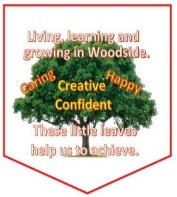 Living, learning and
growing in Woodside.
Caring
Happy
Creative
Confident
These little leaves
help us to achieve.